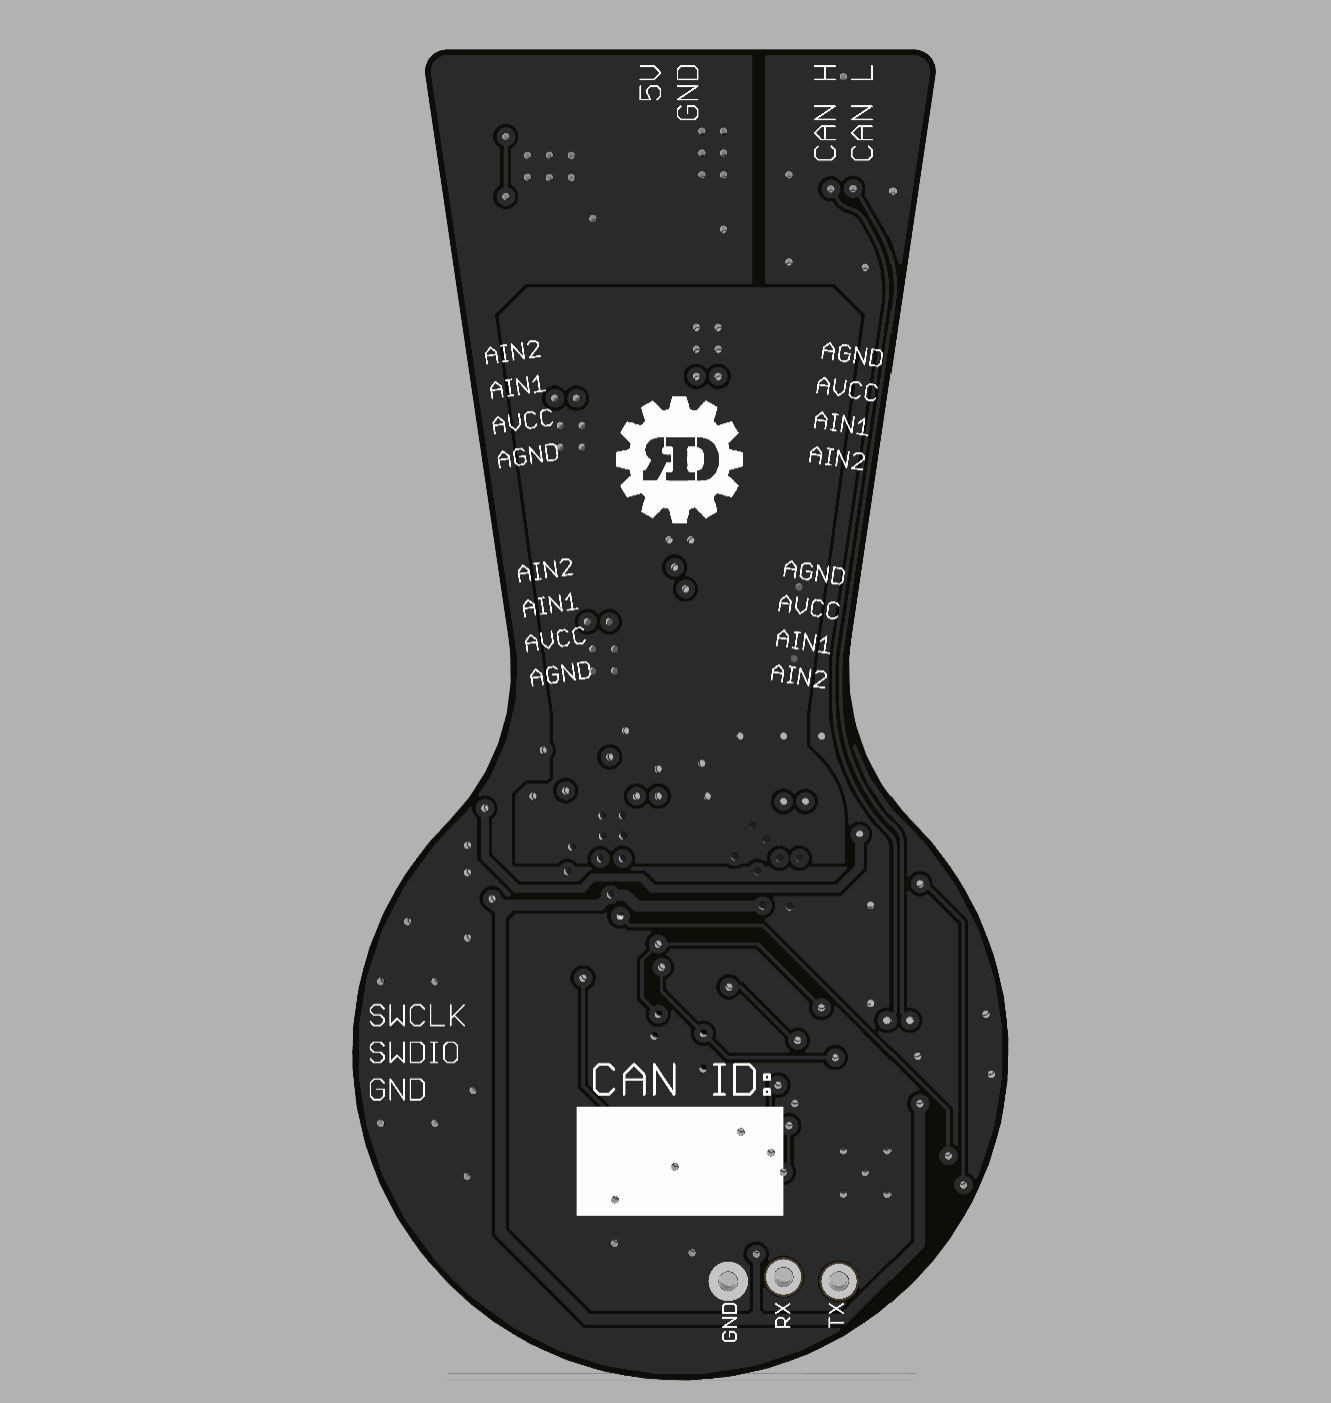 5V
GND
CAN H
CAN L
AIN2
AIN1
AVCC
AGND
AGND
AVCC
AIN1
AIN2
RD
AIN2
AIN1
AVCC
AGND
AGND
AVCC
AIN1
AIN2
SWCLK
SWDIO
GND
CAN ID:
GND
RX
TX